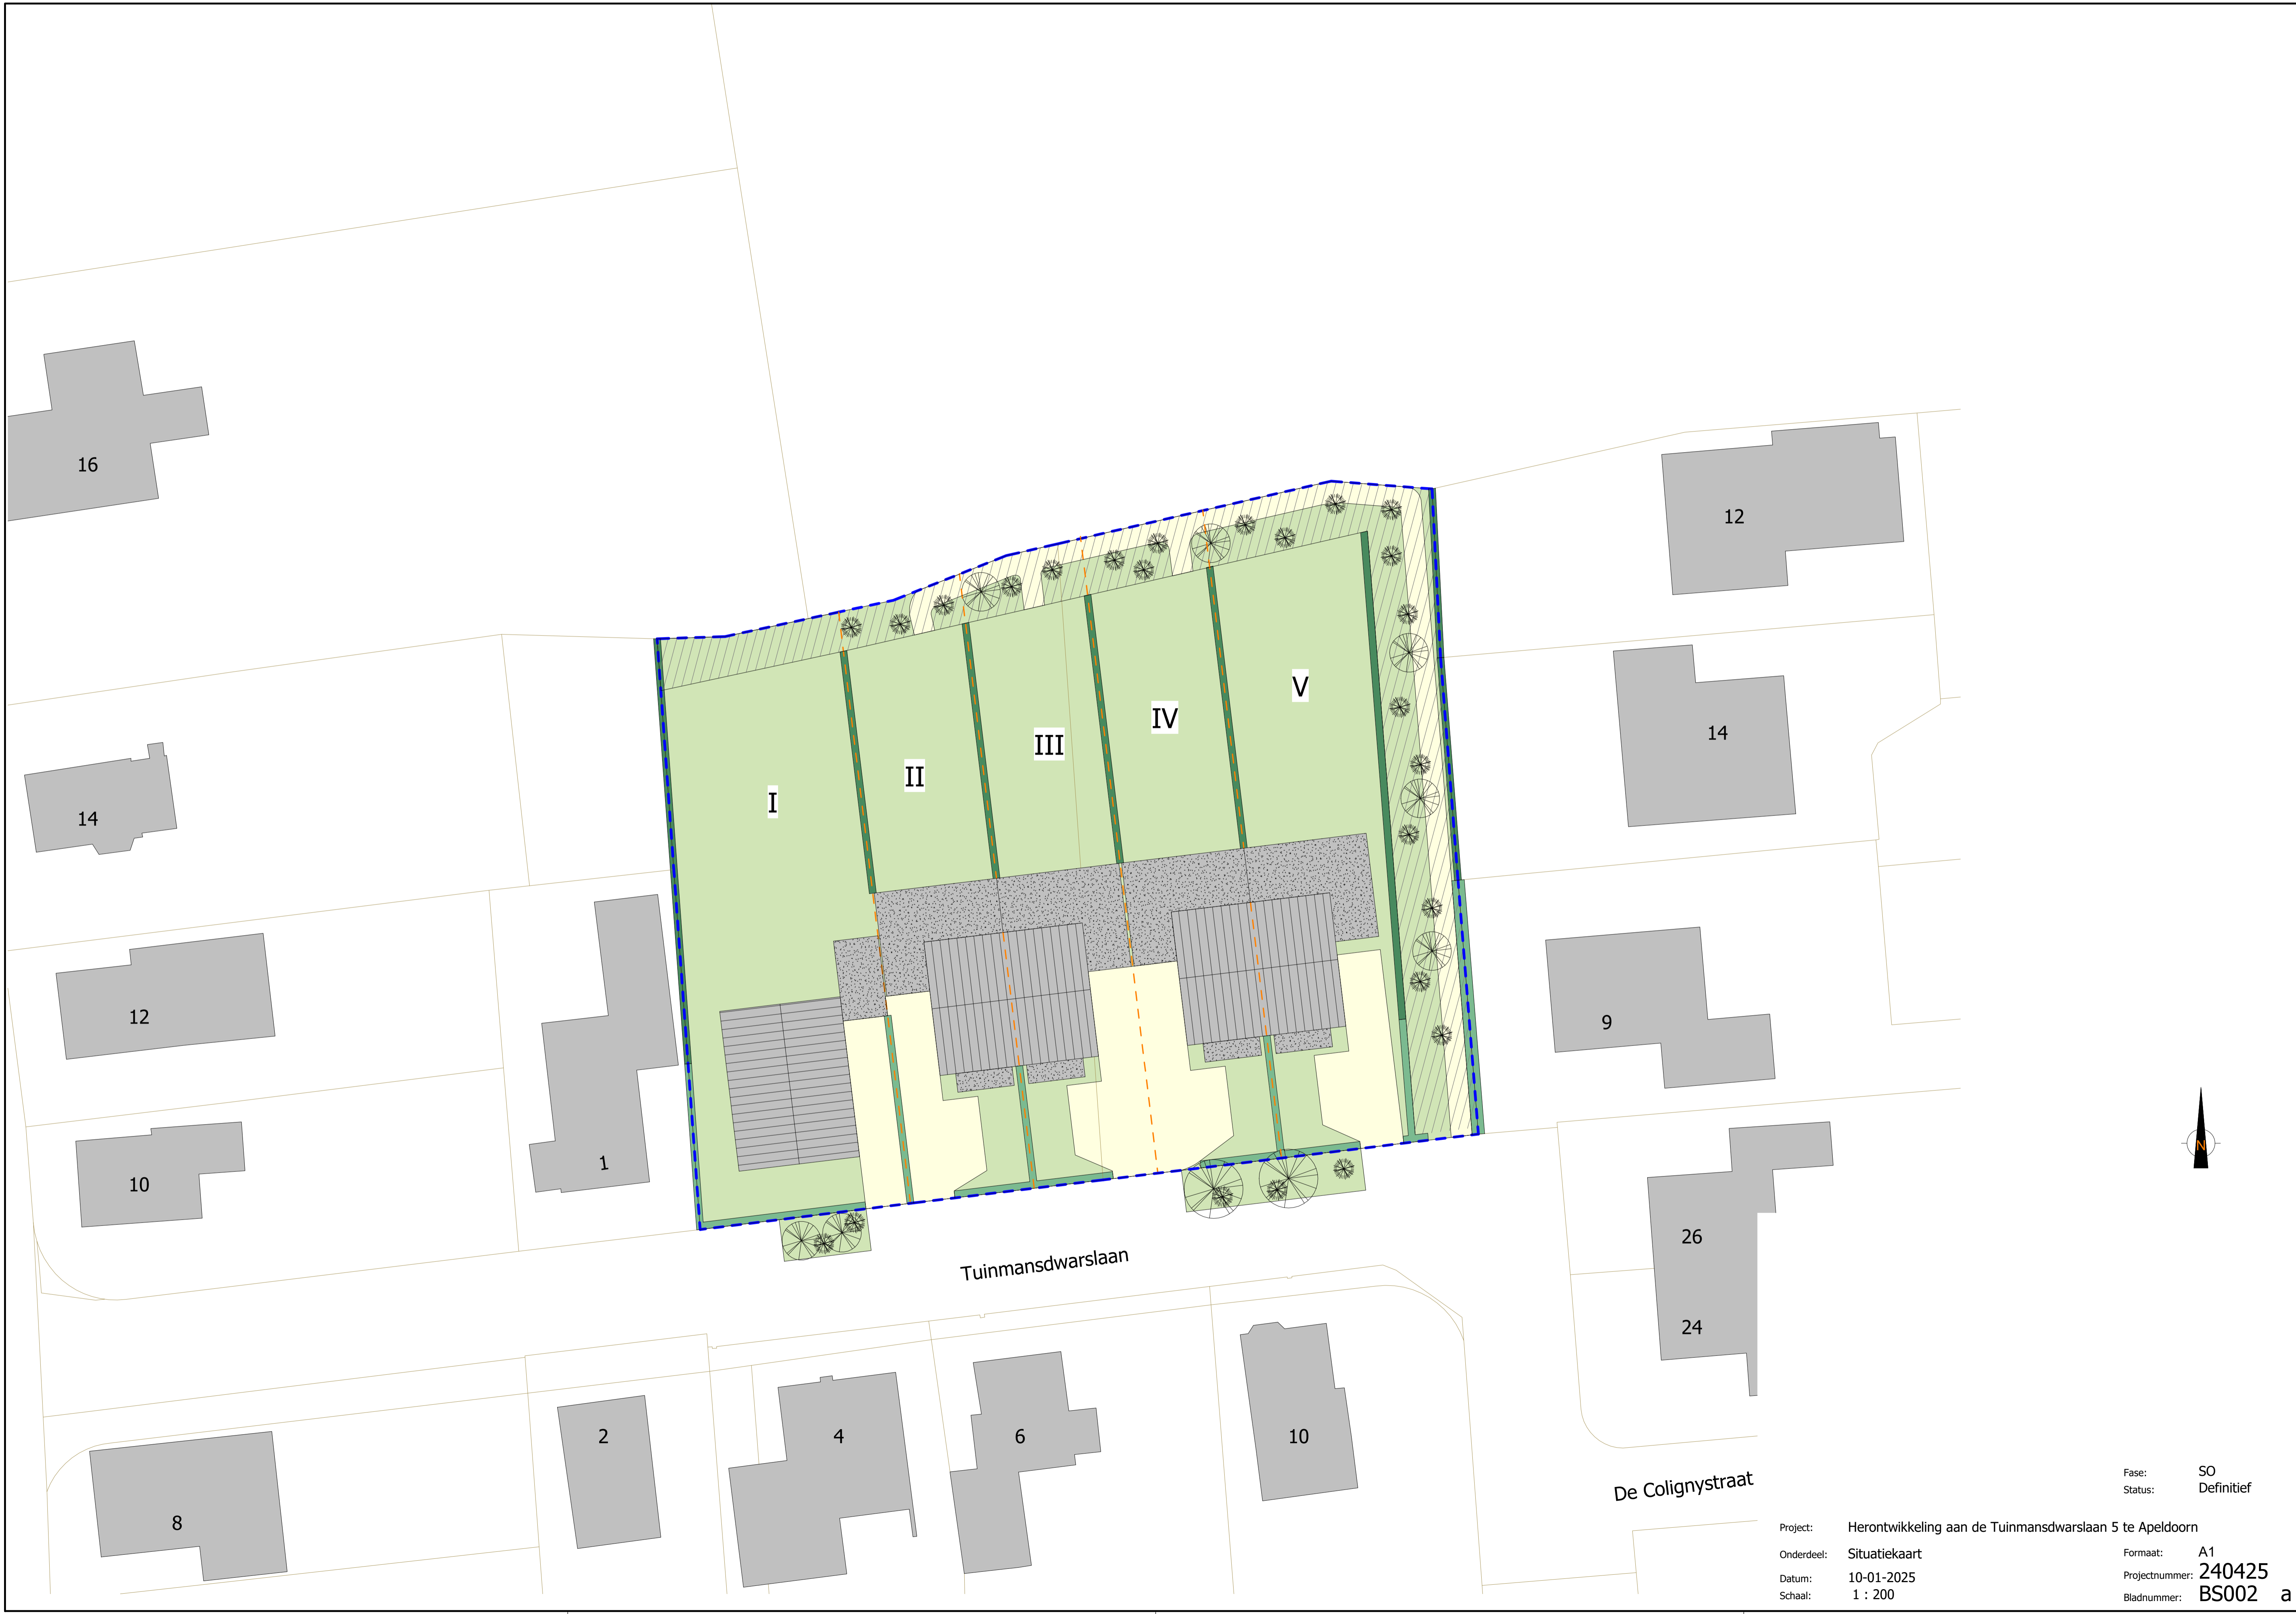 16
12
V
IV
14
III
II
I
14
12
9
N
1
10
26
Tuinmansdwarslaan
24
2
4
6
10
8
De Colignystraat
Fase: SO
Status: Definitief
Project: Herontwikkeling aan de Tuinmansdwarslaan 5 te Apeldoorn
Onderdeel: Situatiekaart
Formaat: A1
Datum: 10-01-2025
Projectnummer: 240425
Schaal: 1 : 200
Bladnummer: BS002 a